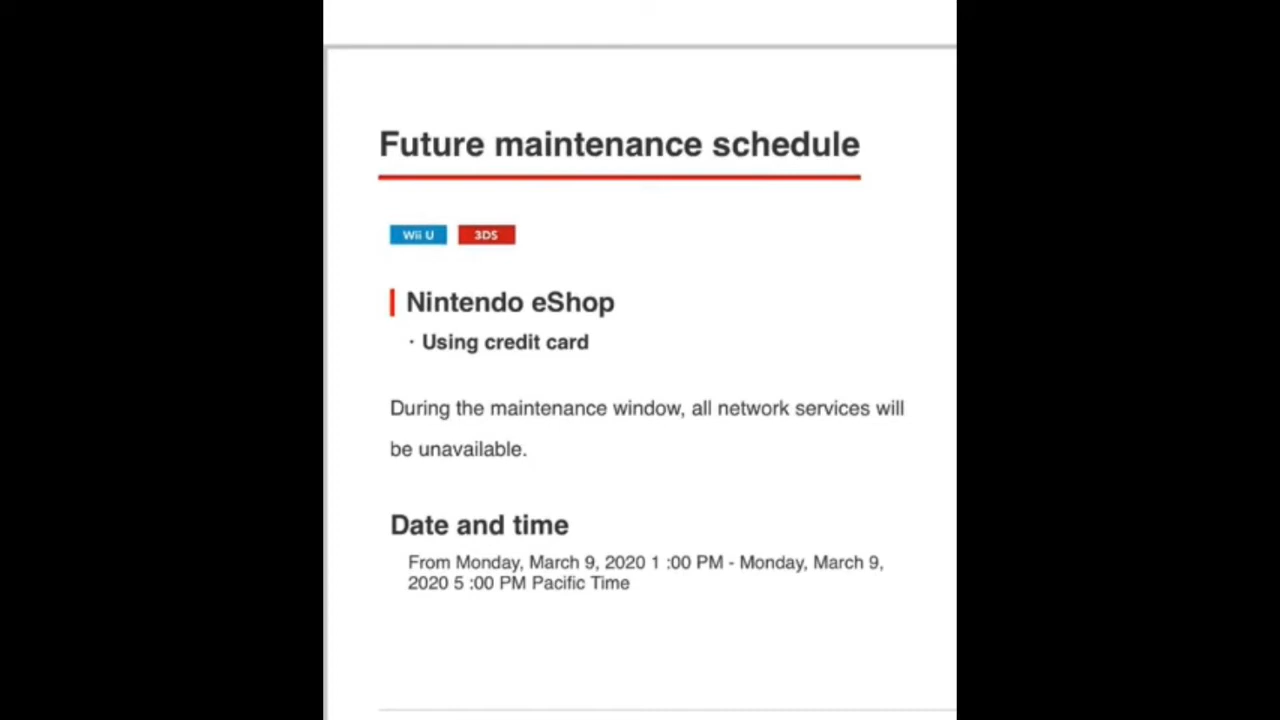 Future maintenance schedule
Wii U 3DS
Nintendo eShop
· Using credit card
During the maintenance window, all network services will
be unavailable.
Date and time
From Monday, March 9, 2020 1 :00 PM - Monday, March 9,
2020 5 :00 PM Pacific Time